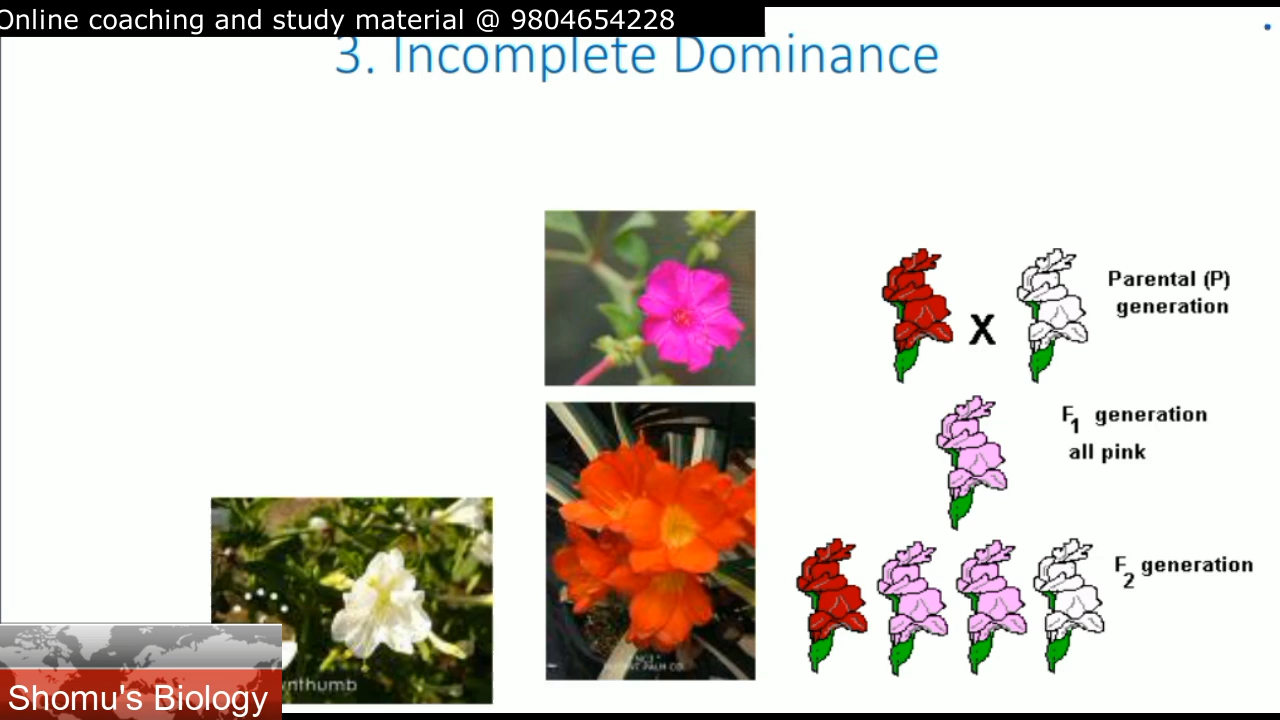 Online coaching and study material @ 9804654228
3. Incomplete Dominance
Parental (P)
generation
X
F1 generation
all pink
F2 generation
Shomu's Biology